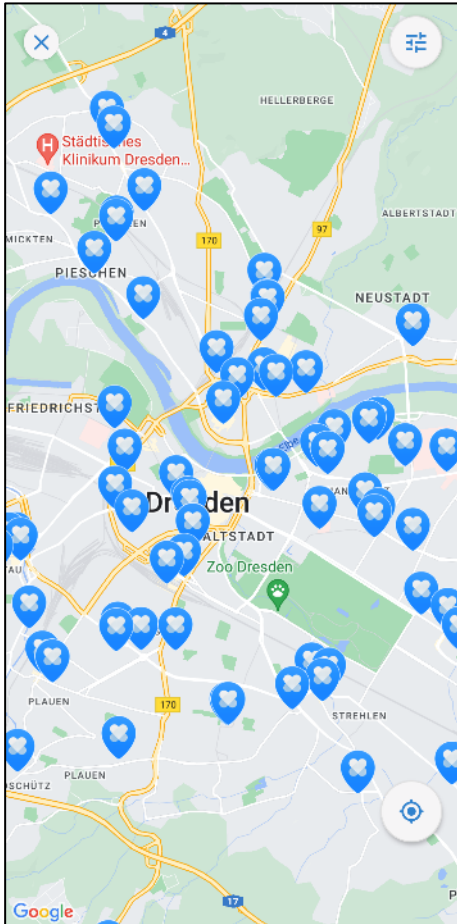 4
HELLERBERGE
Städtisches
Klinikum Dresden...
H
ALBERTSTADT
97
170
MICKTEN
PIESCHEN
NEUSTADT
FRIEDRICHST
Elbe
Dresden
ALTSTADT
Zoo Dresden
PLAUEN
170
STREHLEN
PLAUEN
Google
17